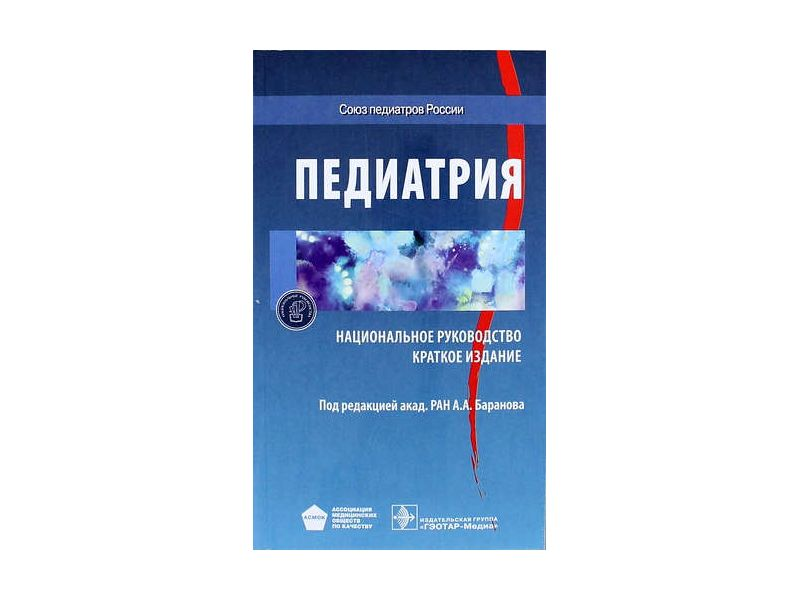 Союз педиатров России
ПЕДИАТРИЯ
НАЦИОНАЛЬНОЕ РУКОВОДСТВО
КРАТКОЕ ИЗДАНИЕ
Под редакцией акад. РАН А.А. Баранова
АСМОК
АССОЦИАЦИЯ
МЕДИЦИНСКИХ
ОБЩЕСТВ
ПО КАЧЕСТВУ
ИЗДАТЕЛЬСКАЯ ГРУППА
«ГЭОТАР-Медиа»